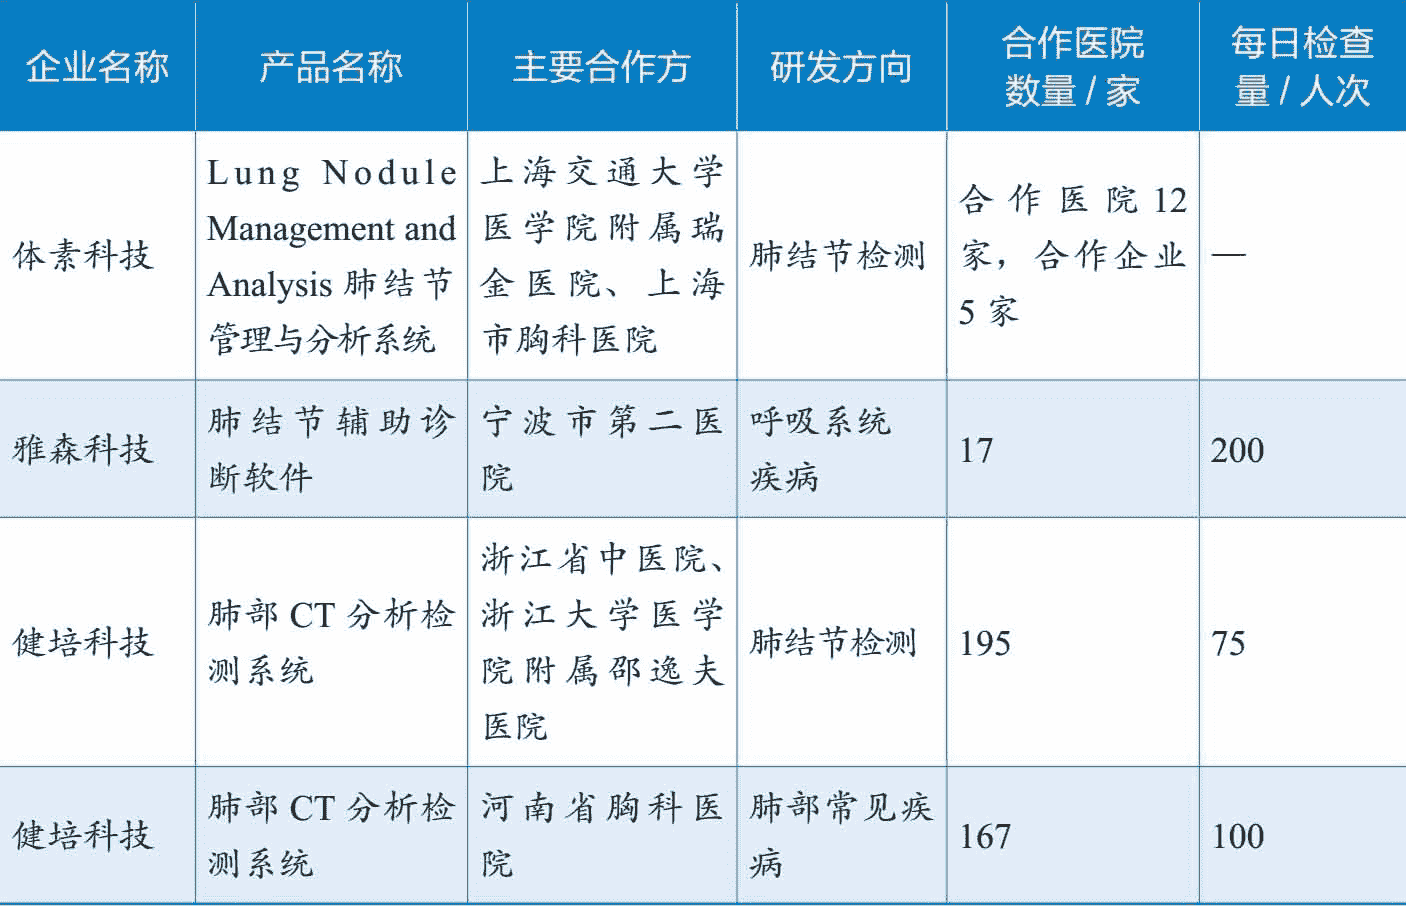 企业名称
产品名称
主要合作方
研发方向
合作医院
数量 / 家
每日检查
量 / 人次
体素科技
Lung Nodule
Management and
Analysis 肺结节
管理与分析系统
上海交通大学
医学院附属瑞
金医院、上海
市胸科医院
肺结节检测
合作医院12
家，合作企业
5 家
—
雅森科技
肺结节辅助诊
断软件
宁波市第二医
院
呼吸系统
疾病
17
200
健培科技
肺部 CT 分析检
测系统
浙江省中医院、
浙江大学医学
院附属邵逸夫
医院
肺结节检测
195
75
健培科技
肺部 CT 分析检
测系统
河南省胸科医
院
肺部常见疾
病
167
100